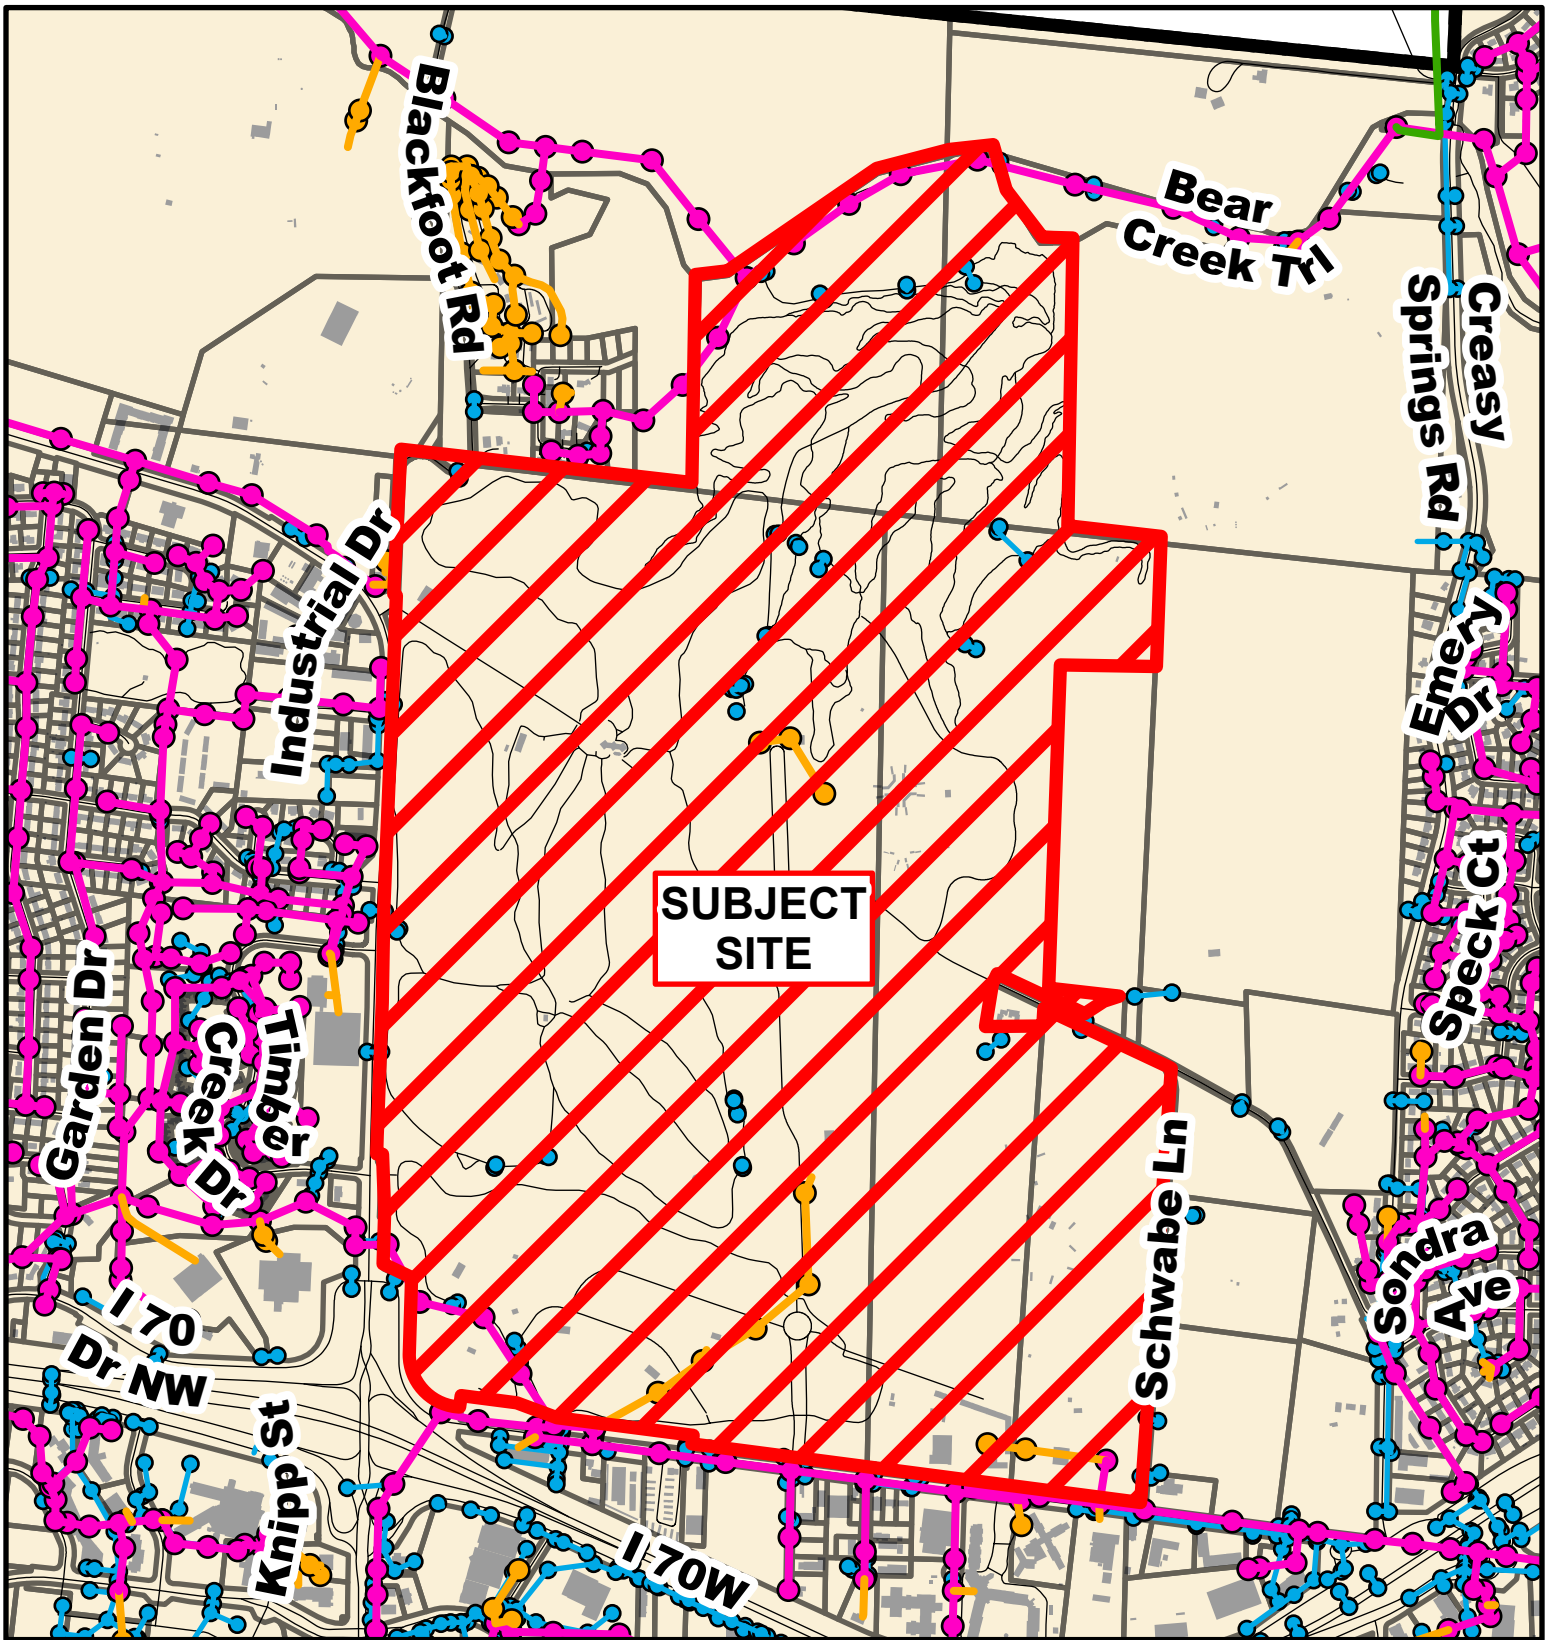 Blackfoot Rd
Bear
Creek Trl
Creasy
Springs Rd
Industrial Dr
Emery
Dr
SUBJECT
SITE
Speck Ct
Garden Dr
Timber
Creek Dr
Schwabe Ln
Sondra
Ave
I 70
Dr NW
Knipp St
I 70W